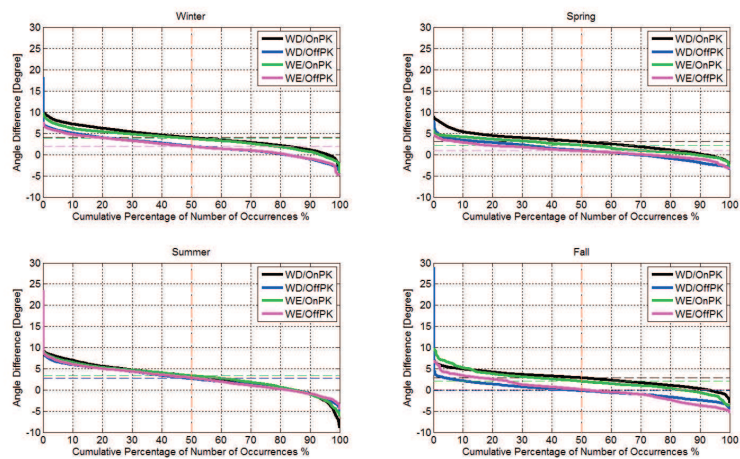 Winter
Angle Difference [Degree]
30
25
20
15
10
5
0
-5
-10
WD/OnPK
WD/OffPK
WE/OnPK
WE/OffPK
0 10 20 30 40 50 60 70 80 90 100
Cumulative Percentage of Number of Occurrences %
Spring
Angle Difference [Degree]
30
25
20
15
10
5
0
-5
-10
WD/OnPK
WD/OffPK
WE/OnPK
WE/OffPK
0 10 20 30 40 50 60 70 80 90 100
Cumulative Percentage of Number of Occurrences %
Summer
Angle Difference [Degree]
30
25
20
15
10
5
0
-5
-10
WD/OnPK
WD/OffPK
WE/OnPK
WE/OffPK
0 10 20 30 40 50 60 70 80 90 100
Cumulative Percentage of Number of Occurrences %
Fall
Angle Difference [Degree]
30
25
20
15
10
5
0
-5
-10
WD/OnPK
WD/OffPK
WE/OnPK
WE/OffPK
0 10 20 30 40 50 60 70 80 90 100
Cumulative Percentage of Number of Occurrences %